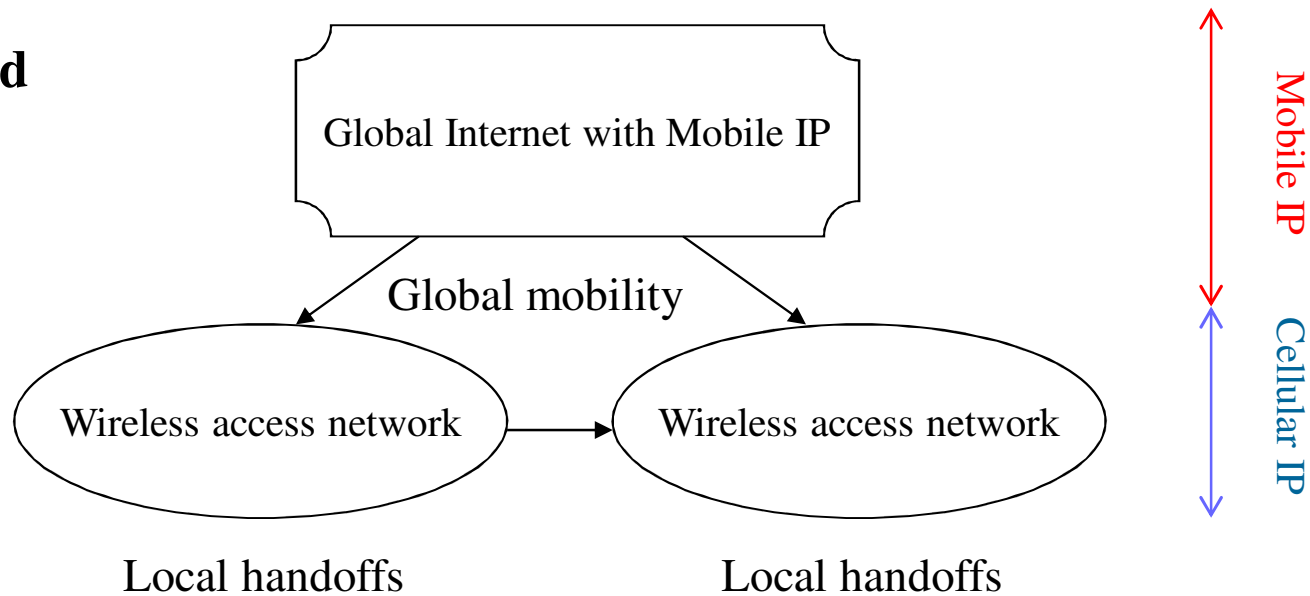 d
Global Internet with Mobile IP
Global mobility
Wireless access network
Wireless access network
Local handoffs
Local handoffs
Mobile IP
Cellular IP